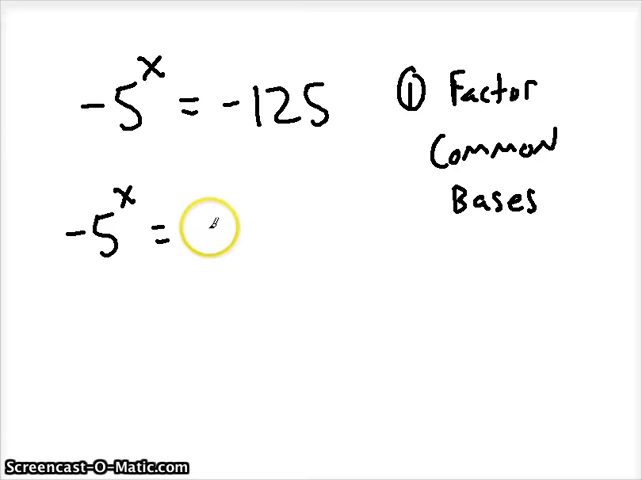 -5^x = -125
① Factor
Common
Bases
-5^x =
Screencast-O-Matic.com